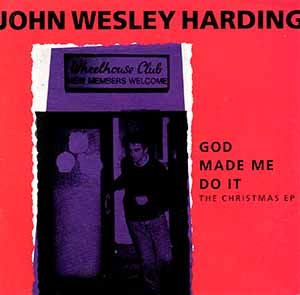 JOHN WESLEY HARDING
Wheelhouse Club
NEW MEMBERS WELCOME
GOD
MADE ME
DO IT
THE CHRISTMAS EP